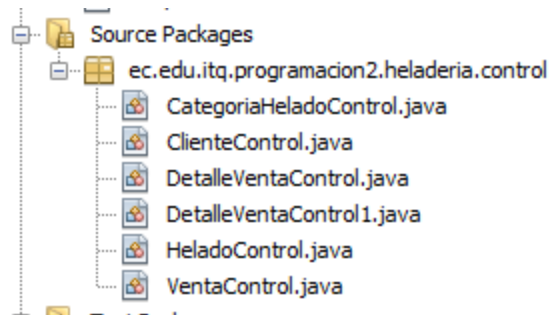 Source Packages
ec.edu.itq.programacion2.heladeria.control
CategoriaHeladoControl.java
ClienteControl.java
DetalleVentaControl.java
DetalleVentaControl1.java
HeladoControl.java
VentaControl.java